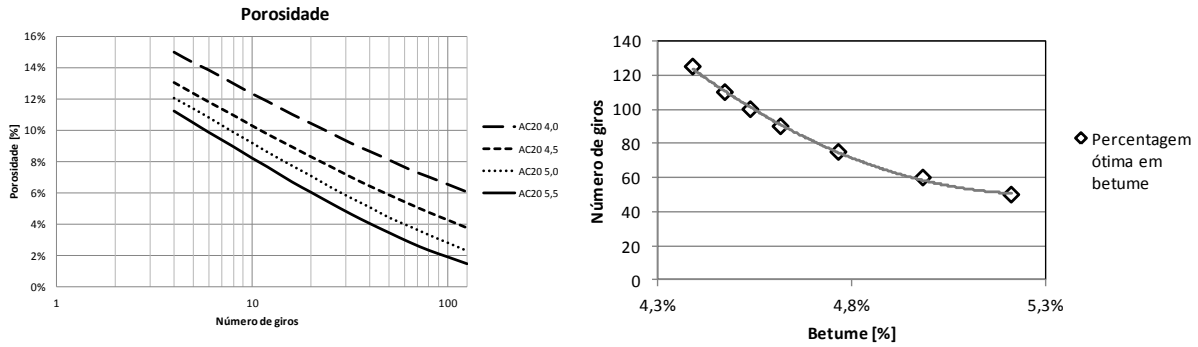 Porosidade
Porosidade [%]
16%
14%
12%
10%
8%
6%
4%
2%
0%
1
10
100
Número de giros
AC20 4,0
AC20 4,5
AC20 5,0
AC20 5,5
Número de giros
140
120
100
80
60
40
20
0
4,3%
4,8%
5,3%
Betume [%]
Percentagem
ótima em
betume